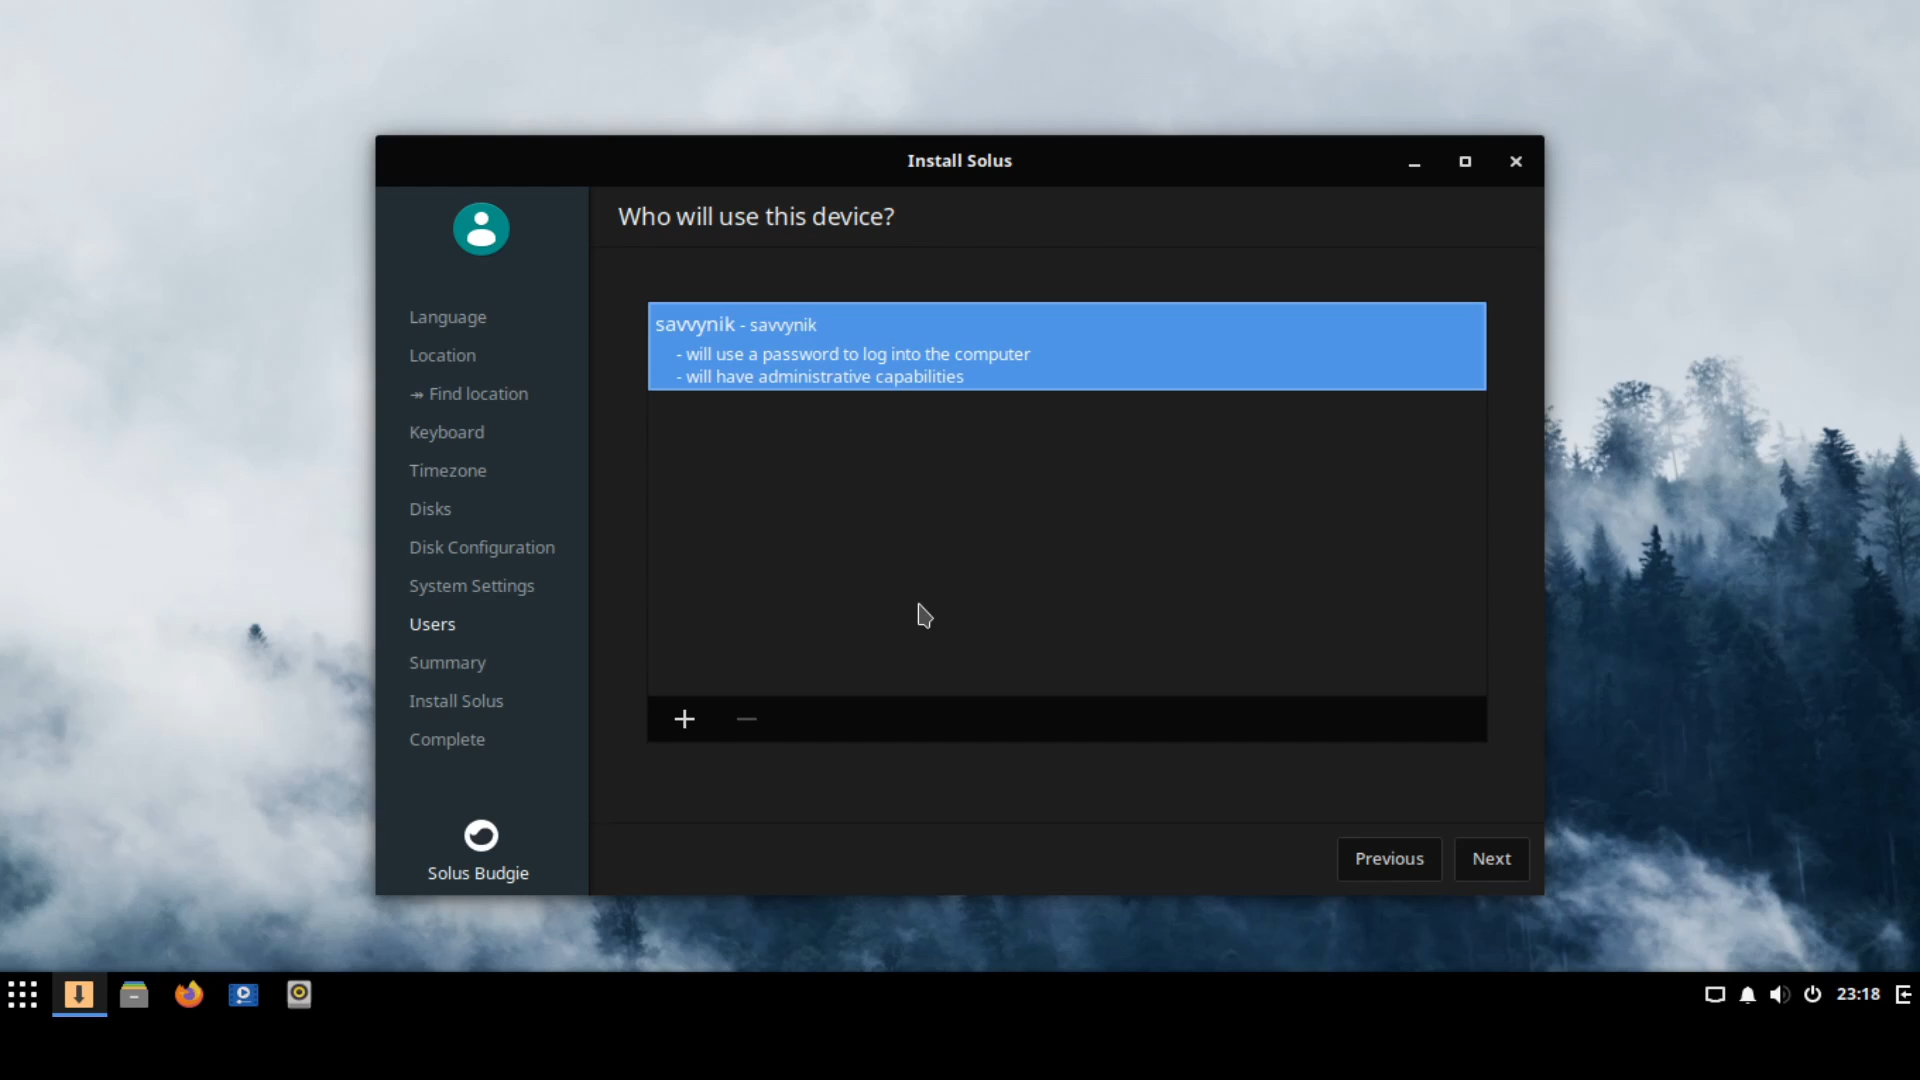 Install Solus
Who will use this device?
Language
Location
↠ Find location
Keyboard
Timezone
Disks
Disk Configuration
System Settings
Users
Summary
Install Solus
Complete
Solus Budgie
savvynik - savvynik
- will use a password to log into the computer
- will have administrative capabilities
Previous
Next
23:18